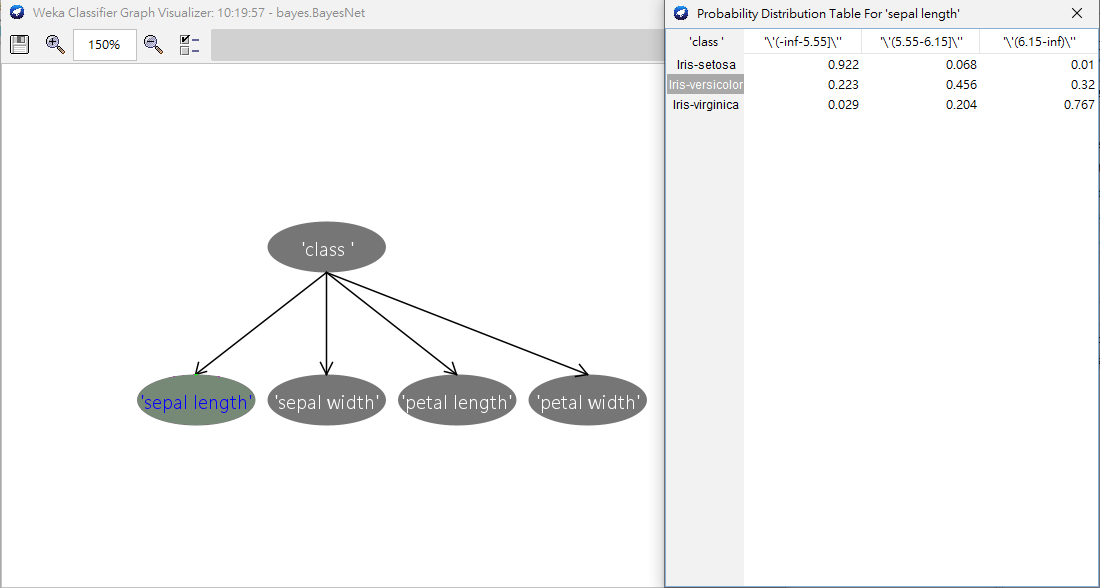 Weka Classifier Graph Visualizer: 10:19:57 - bayes.BayesNet
150%
'class '
'sepal length' 'sepal width' 'petal length' 'petal width'
Probability Distribution Table For 'sepal length'
'class ' '\'(-inf-5.55]\'' '\'(5.55-6.15]\'' '\'(6.15-inf)\''
Iris-setosa 0.922 0.068 0.01
Iris-versicolor 0.223 0.456 0.32
Iris-virginica 0.029 0.204 0.767